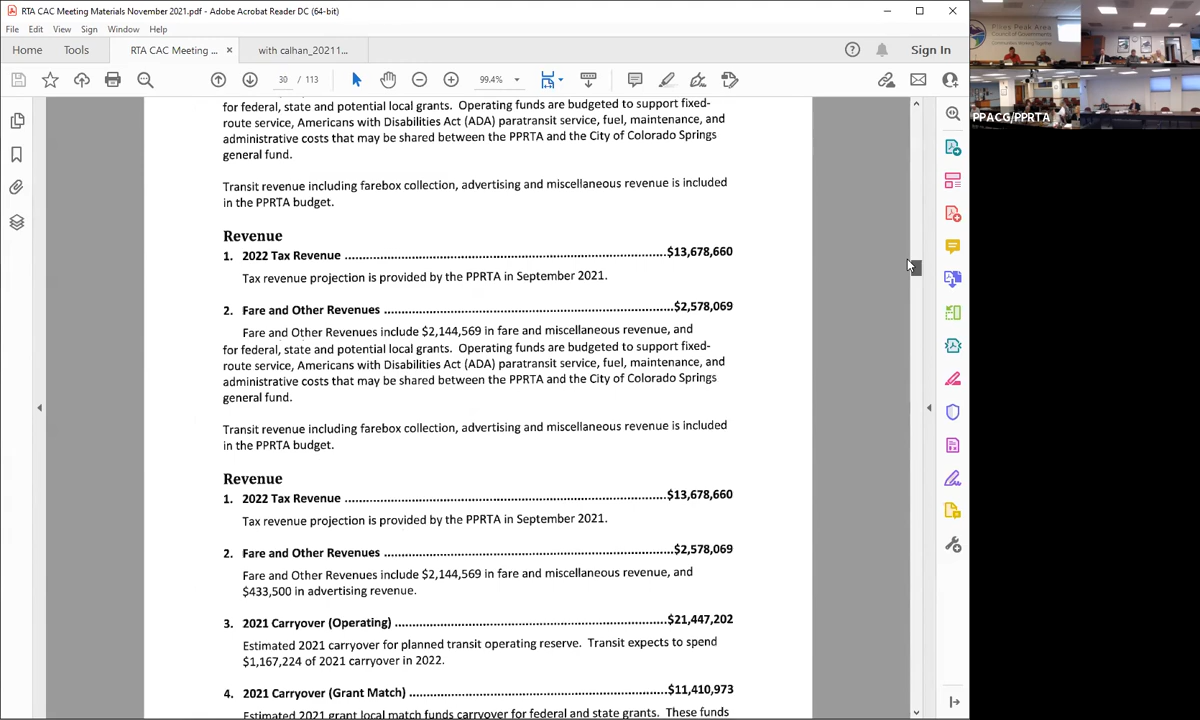 RTA CAC Meeting Materials November 2021.pdf - Adobe Acrobat Reader DC (64-bit)
File Edit View Sign Window Help
Home Tools RTA CAC Meeting ... × with calhan_20211... Sign In
30 / 113 99.4%
for federal, state and potential local grants. Operating funds are budgeted to support fixed-
route service, Americans with Disabilities Act (ADA) paratransit service, fuel, maintenance, and
administrative costs that may be shared between the PPRTA and the City of Colorado Springs
general fund.
Transit revenue including farebox collection, advertising and miscellaneous revenue is included
in the PPRTA budget.
Revenue
1. 2022 Tax Revenue ........ $13,678,660
Tax revenue projection is provided by the PPRTA in September 2021.
2. Fare and Other Revenues ........ $2,578,069
Fare and Other Revenues include $2,144,569 in fare and miscellaneous revenue, and
for federal, state and potential local grants. Operating funds are budgeted to support fixed-
route service, Americans with Disabilities Act (ADA) paratransit service, fuel, maintenance, and
administrative costs that may be shared between the PPRTA and the City of Colorado Springs
general fund.
Transit revenue including farebox collection, advertising and miscellaneous revenue is included
in the PPRTA budget.
Revenue
1. 2022 Tax Revenue ........ $13,678,660
Tax revenue projection is provided by the PPRTA in September 2021.
2. Fare and Other Revenues ........ $2,578,069
Fare and Other Revenues include $2,144,569 in fare and miscellaneous revenue, and
$433,500 in advertising revenue.
3. 2021 Carryover (Operating) ........ $21,447,202
Estimated 2021 carryover for planned transit operating reserve. Transit expects to spend
$1,167,224 of 2021 carryover in 2022.
4. 2021 Carryover (Grant Match) ........ $11,410,973
Estimated 2021 grant local match funds carryover for federal and state grants. These funds
Pikes Peak Area
Council of Governments
Communities Working Together
PPACG/PPRTA